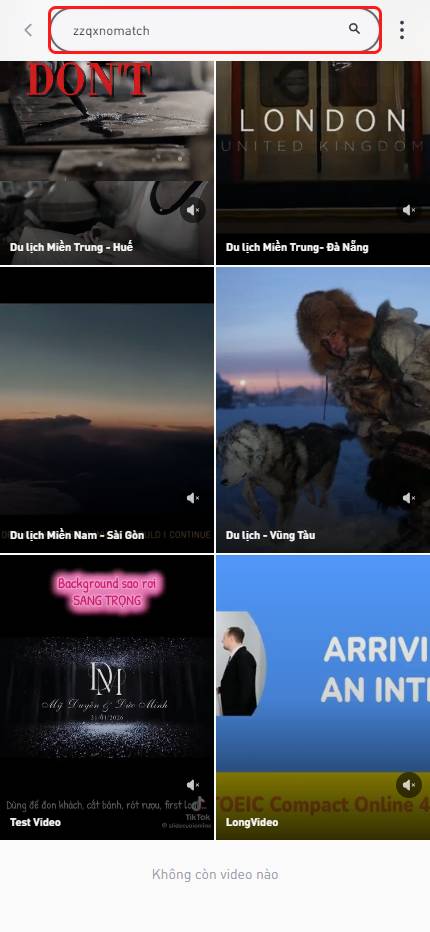 zzqxnomatch
DON'T
Du lịch Miền Trung - Huế
LONDON
UNITED KINGDOM
Du lịch Miền Trung- Đà Nẵng
Du lịch Miền Nam - Sài Gòn
Du lịch - Vũng Tàu
Background sao rơi
SANG TRỌNG
DM
Mỹ Duyên & Đức Minh
21/01/2026
Dùng để đón khách, cắt bánh, rót rượu, first
TikTok
Test Video
ARRIVI
AN INT
TOEIC Compact Online 4
LongVideo
Không còn video nào